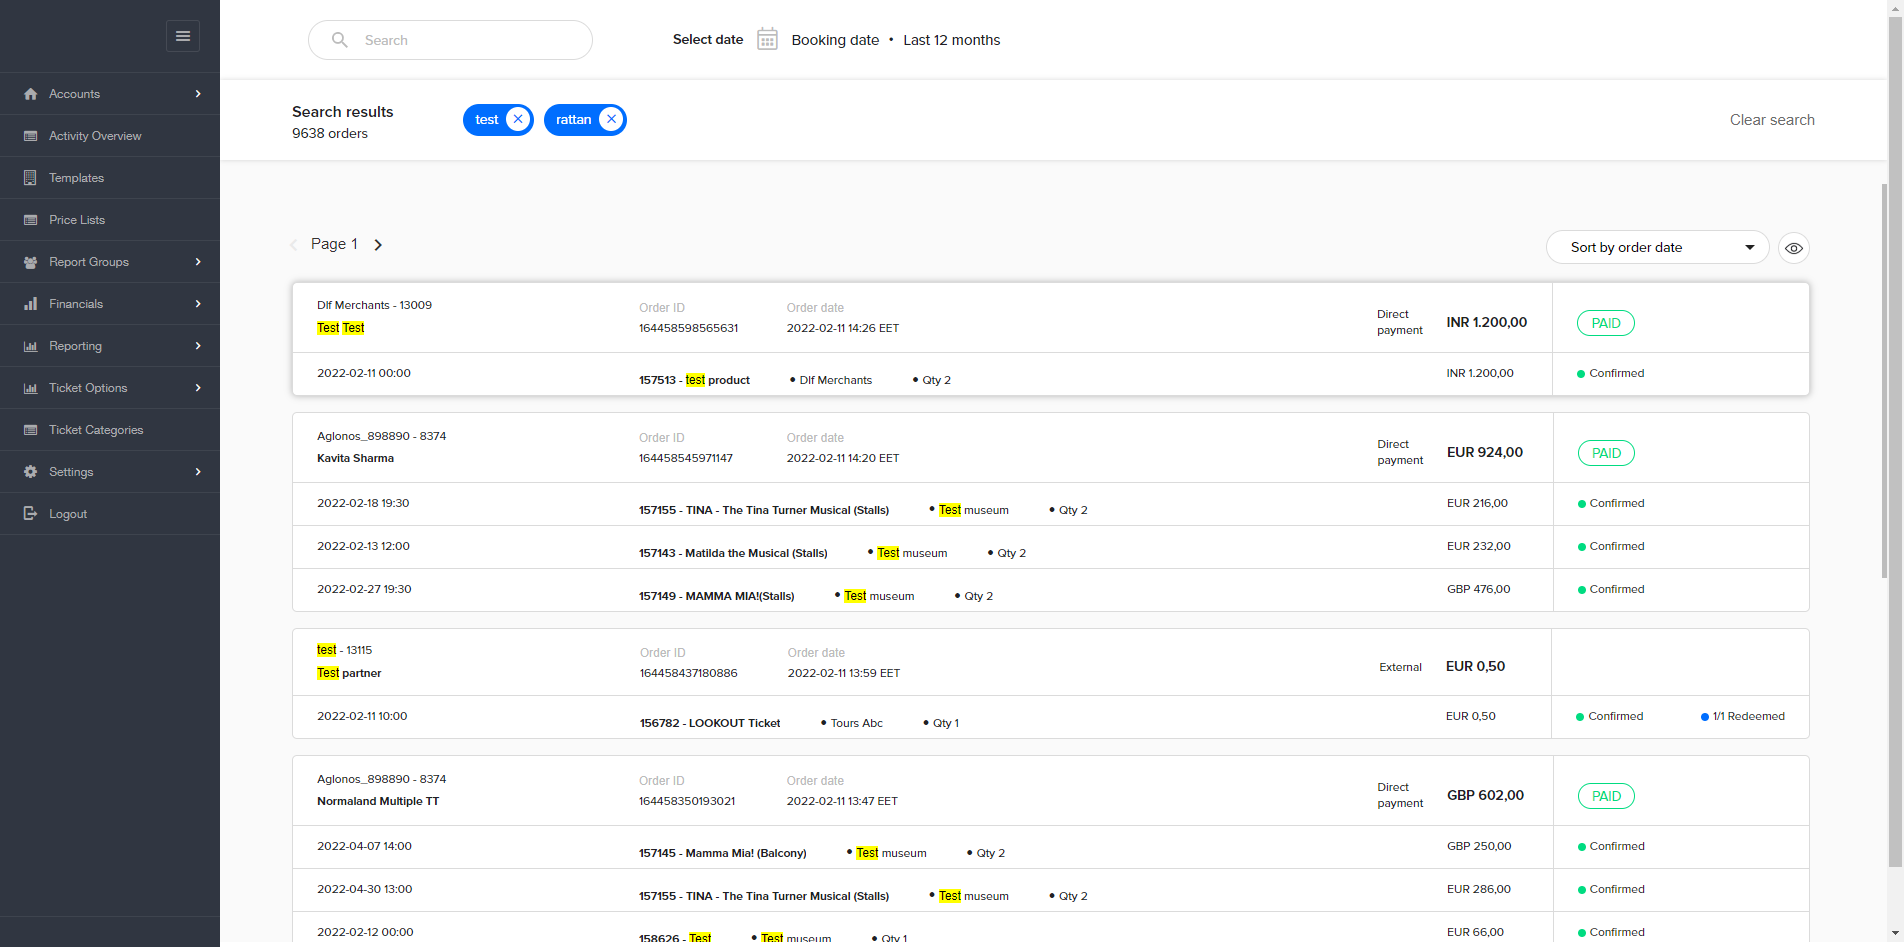 Search
Select date Booking date • Last 12 months
Accounts
Activity Overview
Templates
Price Lists
Report Groups
Financials
Reporting
Ticket Options
Ticket Categories
Settings
Logout
Search results
9638 orders
test
rattan
Clear search
Page 1
Sort by order date
Dlf Merchants - 13009 Order ID Order date
Test Test 164458598565631 2022-02-11 14:26 EET Direct payment INR 1.200,00 PAID
2022-02-11 00:00 157513 - test product • Dlf Merchants • Qty 2 INR 1.200,00 Confirmed
Aglonos_898890 - 8374 Order ID Order date
Kavita Sharma 164458545971147 2022-02-11 14:20 EET Direct payment EUR 924,00 PAID
2022-02-18 19:30 157155 - TINA - The Tina Turner Musical (Stalls) • Test museum • Qty 2 EUR 216,00 Confirmed
2022-02-13 12:00 157143 - Matilda the Musical (Stalls) • Test museum • Qty 2 EUR 232,00 Confirmed
2022-02-27 19:30 157149 - MAMMA MIA!(Stalls) • Test museum • Qty 2 GBP 476,00 Confirmed
test - 13115 Order ID Order date
Test partner 164458437180886 2022-02-11 13:59 EET External EUR 0,50
2022-02-11 10:00 156782 - LOOKOUT Ticket • Tours Abc • Qty 1 EUR 0,50 Confirmed 1/1 Redeemed
Aglonos_898890 - 8374 Order ID Order date
Normaland Multiple TT 164458350193021 2022-02-11 13:47 EET Direct payment GBP 602,00 PAID
2022-04-07 14:00 157145 - Mamma Mia! (Balcony) • Test museum • Qty 2 GBP 250,00 Confirmed
2022-04-30 13:00 157155 - TINA - The Tina Turner Musical (Stalls) • Test museum • Qty 2 EUR 286,00 Confirmed
2022-02-12 00:00 158626 - Test • Test museum • Qty 1 EUR 66,00 Confirmed